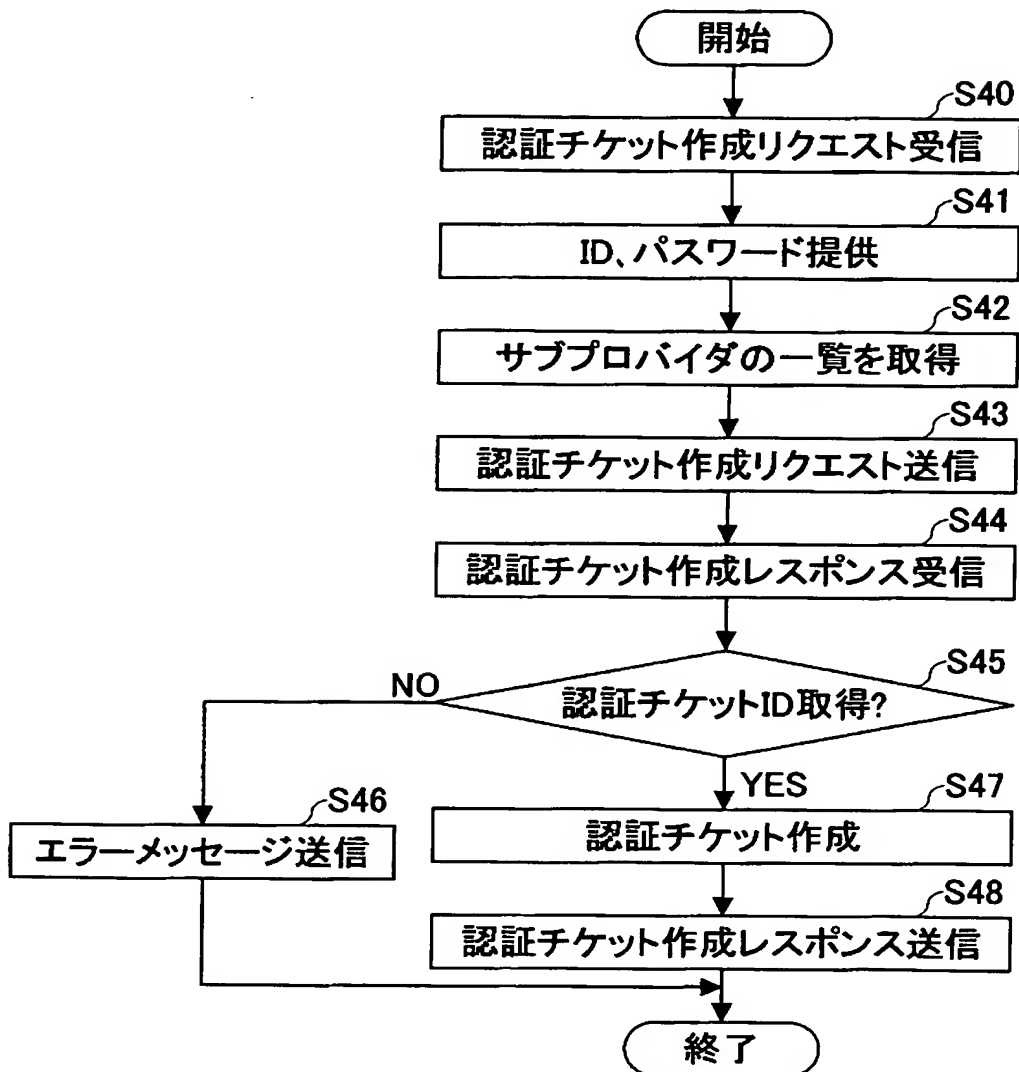 開始
S40
認証チケット作成リクエスト受信
S41
ID、パスワード提供
S42
サブプロバイダの一覧を取得
S43
認証チケット作成リクエスト送信
S44
認証チケット作成レスポンス受信
S45
認証チケットID取得?
NO
YES
S46
エラーメッセージ送信
S47
認証チケット作成
S48
認証チケット作成レスポンス送信
終了